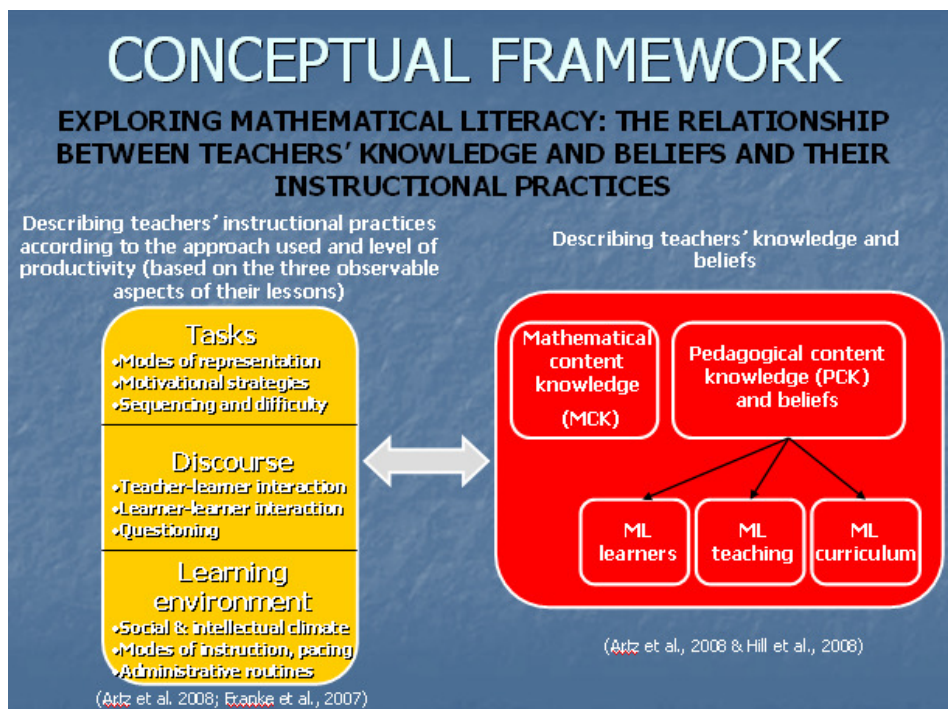 CONCEPTUAL FRAMEWORK
EXPLORING MATHEMATICAL LITERACY: THE RELATIONSHIP
BETWEEN TEACHERS’ KNOWLEDGE AND BELIEFS AND THEIR
INSTRUCTIONAL PRACTICES
Describing teachers’ instructional practices
according to the approach used and level of
productivity (based on the three observable
aspects of their lessons)
Tasks
•Modes of representation
•Motivational strategies
•Sequencing and difficulty
Discourse
•Teacher-learner interaction
•Learner-learner interaction
•Questioning
Learning
environment
•Social & intellectual climate
•Modes of instruction, pacing
•Administrative routines
(Artz et al. 2008; Franke et al., 2007)
Describing teachers’ knowledge and
beliefs
Mathematical
content
knowledge
(MCK)
Pedagogical content
knowledge (PCK)
and beliefs
ML
learners
ML
teaching
ML
curriculum
(Artz et al., 2008 & Hill et al., 2008)